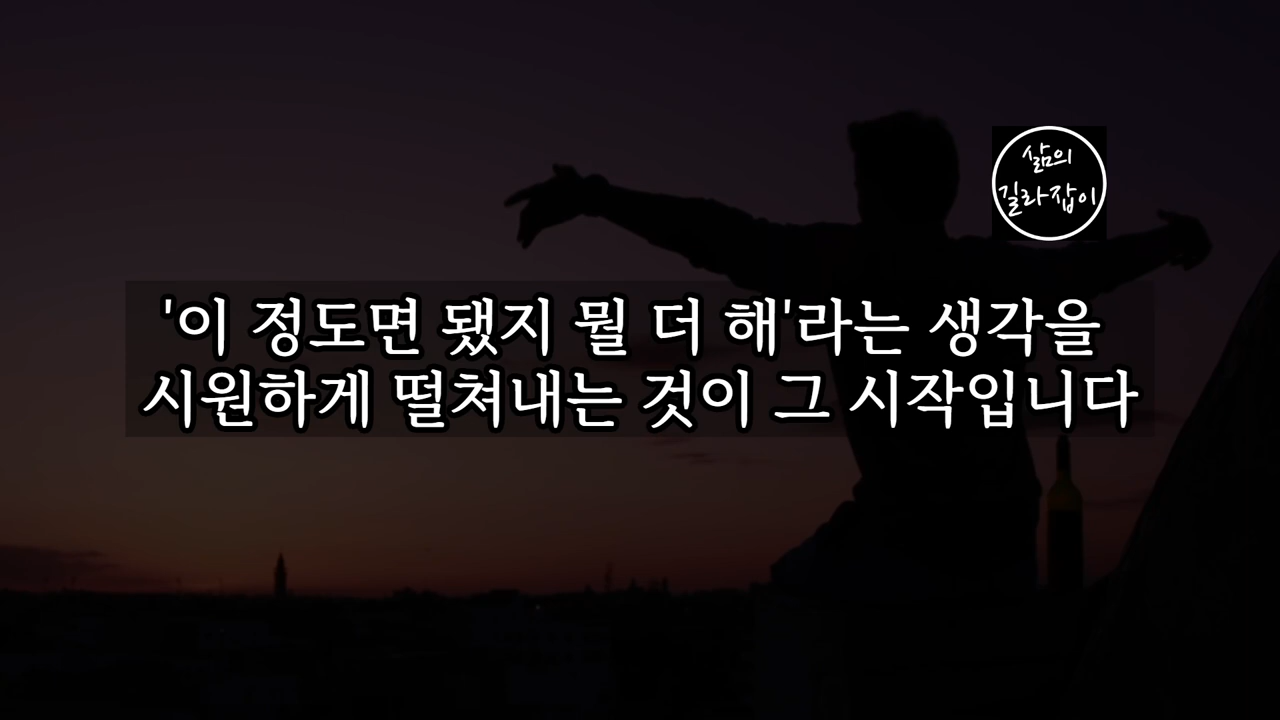 삶의
길라잡이
'이 정도면 됐지 뭘 더 해'라는 생각을
시원하게 떨쳐내는 것이 그 시작입니다